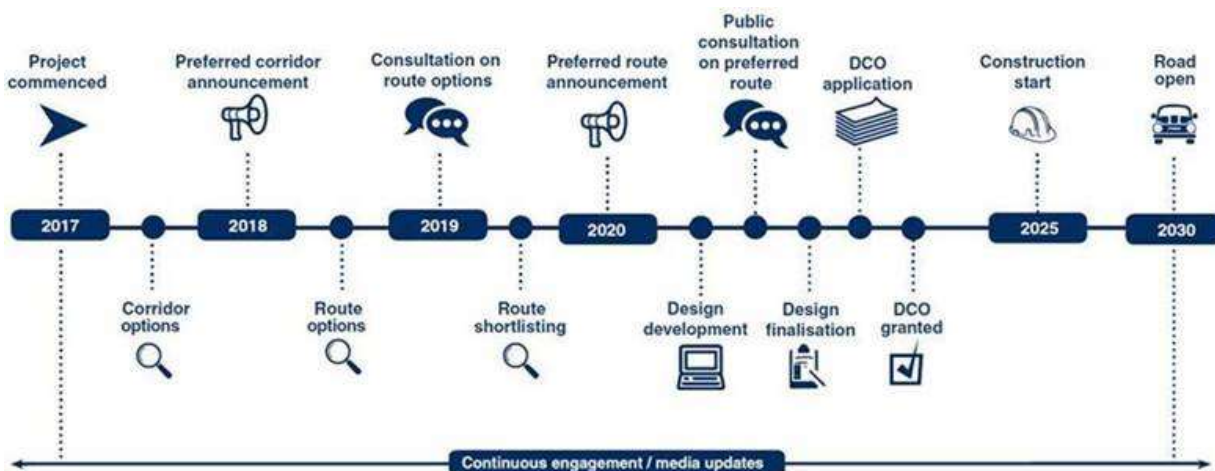 Project
commenced
Preferred corridor
announcement
Consultation on
route options
Preferred route
announcement
Public
consultation
on preferred
route
DCO
application
Construction
start
Road
open
2017
2018
2019
2020
2025
2030
Corridor
options
Route
options
Route
shortlisting
Design
development
Design
finalisation
DCO
granted
Continuous engagement / media updates